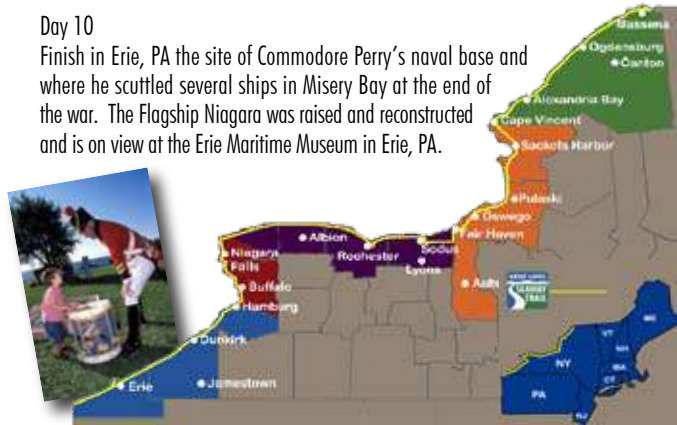 Day 10
Finish in Erie, PA the site of Commodore Perry's naval base and
where he scuttled several ships in Misery Bay at the end of
the war. The Flagship Niagara was raised and reconstructed
and is on view at the Erie Maritime Museum in Erie, PA.
Massena
Ogdensburg
Canton
Alexandria Bay
Cape Vincent
Sackets Harbor
Pulaski
Oswego
Fair Haven
Sodus
Albion
Rochester
Lyons
Niagara
Falls
Buffalo
Hamburg
Dunkirk
Erie
Jamestown
SEAWAY
TRAIL
ME
VT
NH
NY
MA
CT
PA
NJ